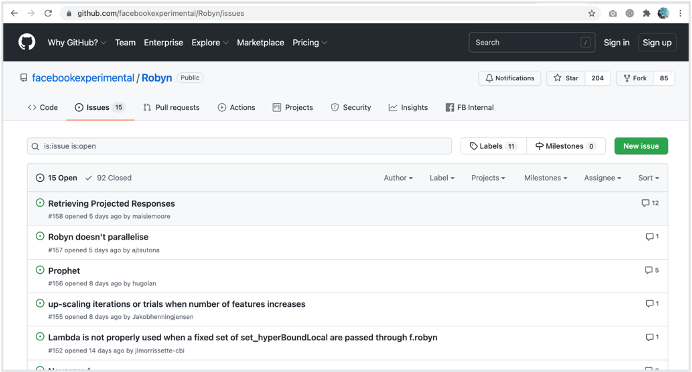 github.com/facebookexperimental/Robyn/issues
Why GitHub? Team Enterprise Explore Marketplace Pricing Search / Sign in Sign up
facebookexperimental / Robyn Public Notifications Star 204 Fork 85
Code Issues 15 Pull requests Actions Projects Security Insights FB Internal
is:issue is:open Labels 11 Milestones 0 New issue
15 Open 92 Closed Author Label Projects Milestones Assignee Sort
Retrieving Projected Responses 12
#158 opened 5 days ago by maisiemoore
Robyn doesn't parallelise 1
#157 opened 5 days ago by ajtautona
Prophet 5
#156 opened 8 days ago by hugolan
up-scaling iterations or trials when number of features increases 1
#155 opened 8 days ago by Jakobhenningjensen
Lambda is not properly used when a fixed set of set_hyperBoundLocal are passed through f.robyn 1
#152 opened 14 days ago by jlmorissette-cbi